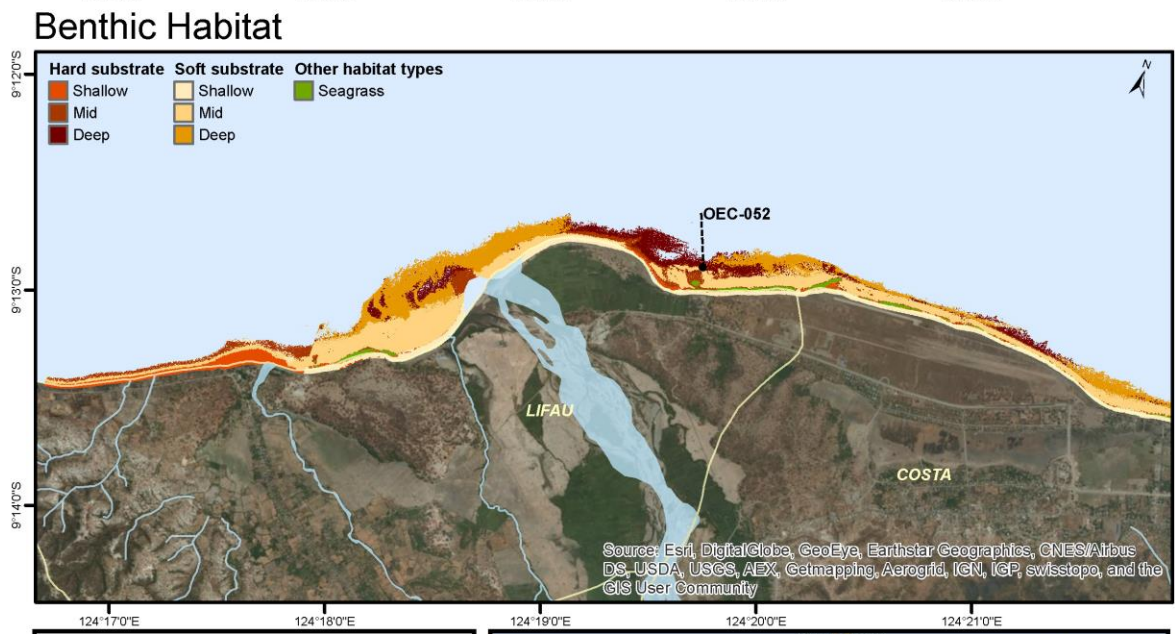 Benthic Habitat
Hard substrate Soft substrate Other habitat types
Shallow Shallow Seagrass
Mid Mid
Deep Deep
9°12'0"S
OEC-052
9°13'0"S
LIFAU
COSTA
9°14'0"S
Source: Esri, DigitalGlobe, GeoEye, Earthstar Geographics, CNES/Airbus
DS, USDA, USGS, AEX, Getmapping, Aerogrid, IGN, IGP, swisstopo, and the
GIS User Community
124°17'0"E 124°18'0"E 124°19'0"E 124°20'0"E 124°21'0"E